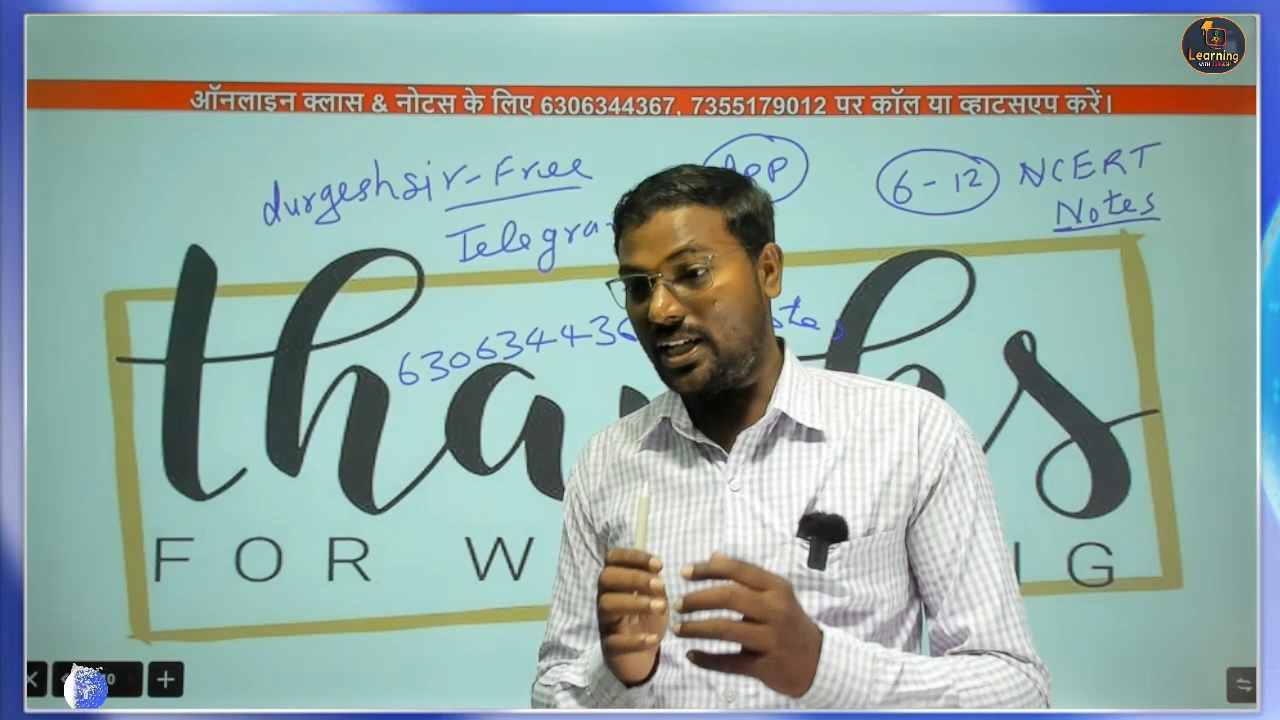 Learning
ऑनलाइन क्लास & नोटस के लिए 6306344367, 7355179012 पर कॉल या व्हाटसएप करें।
durgeshsir-Free App 6-12 NCERT
Telegra Notes
630634436
thanks
FOR W G